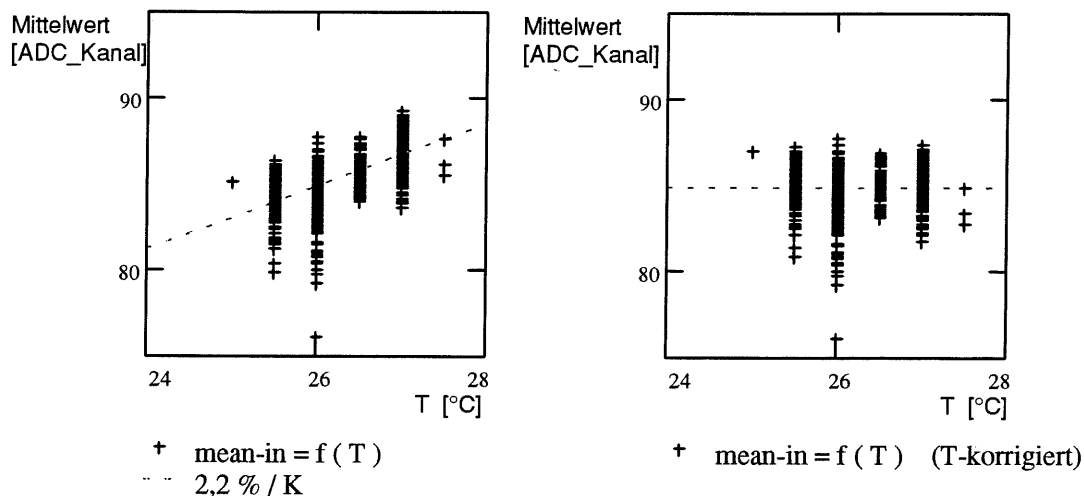 Mittelwert
[ADC_Kanal]
90
80
24
26
28
T [°C]
+ mean-in = f ( T )
- - 2,2 % / K
Mittelwert
[ADC_Kanal]
90
80
24
26
28
T [°C]
+ mean-in = f ( T ) (T-korrigiert)